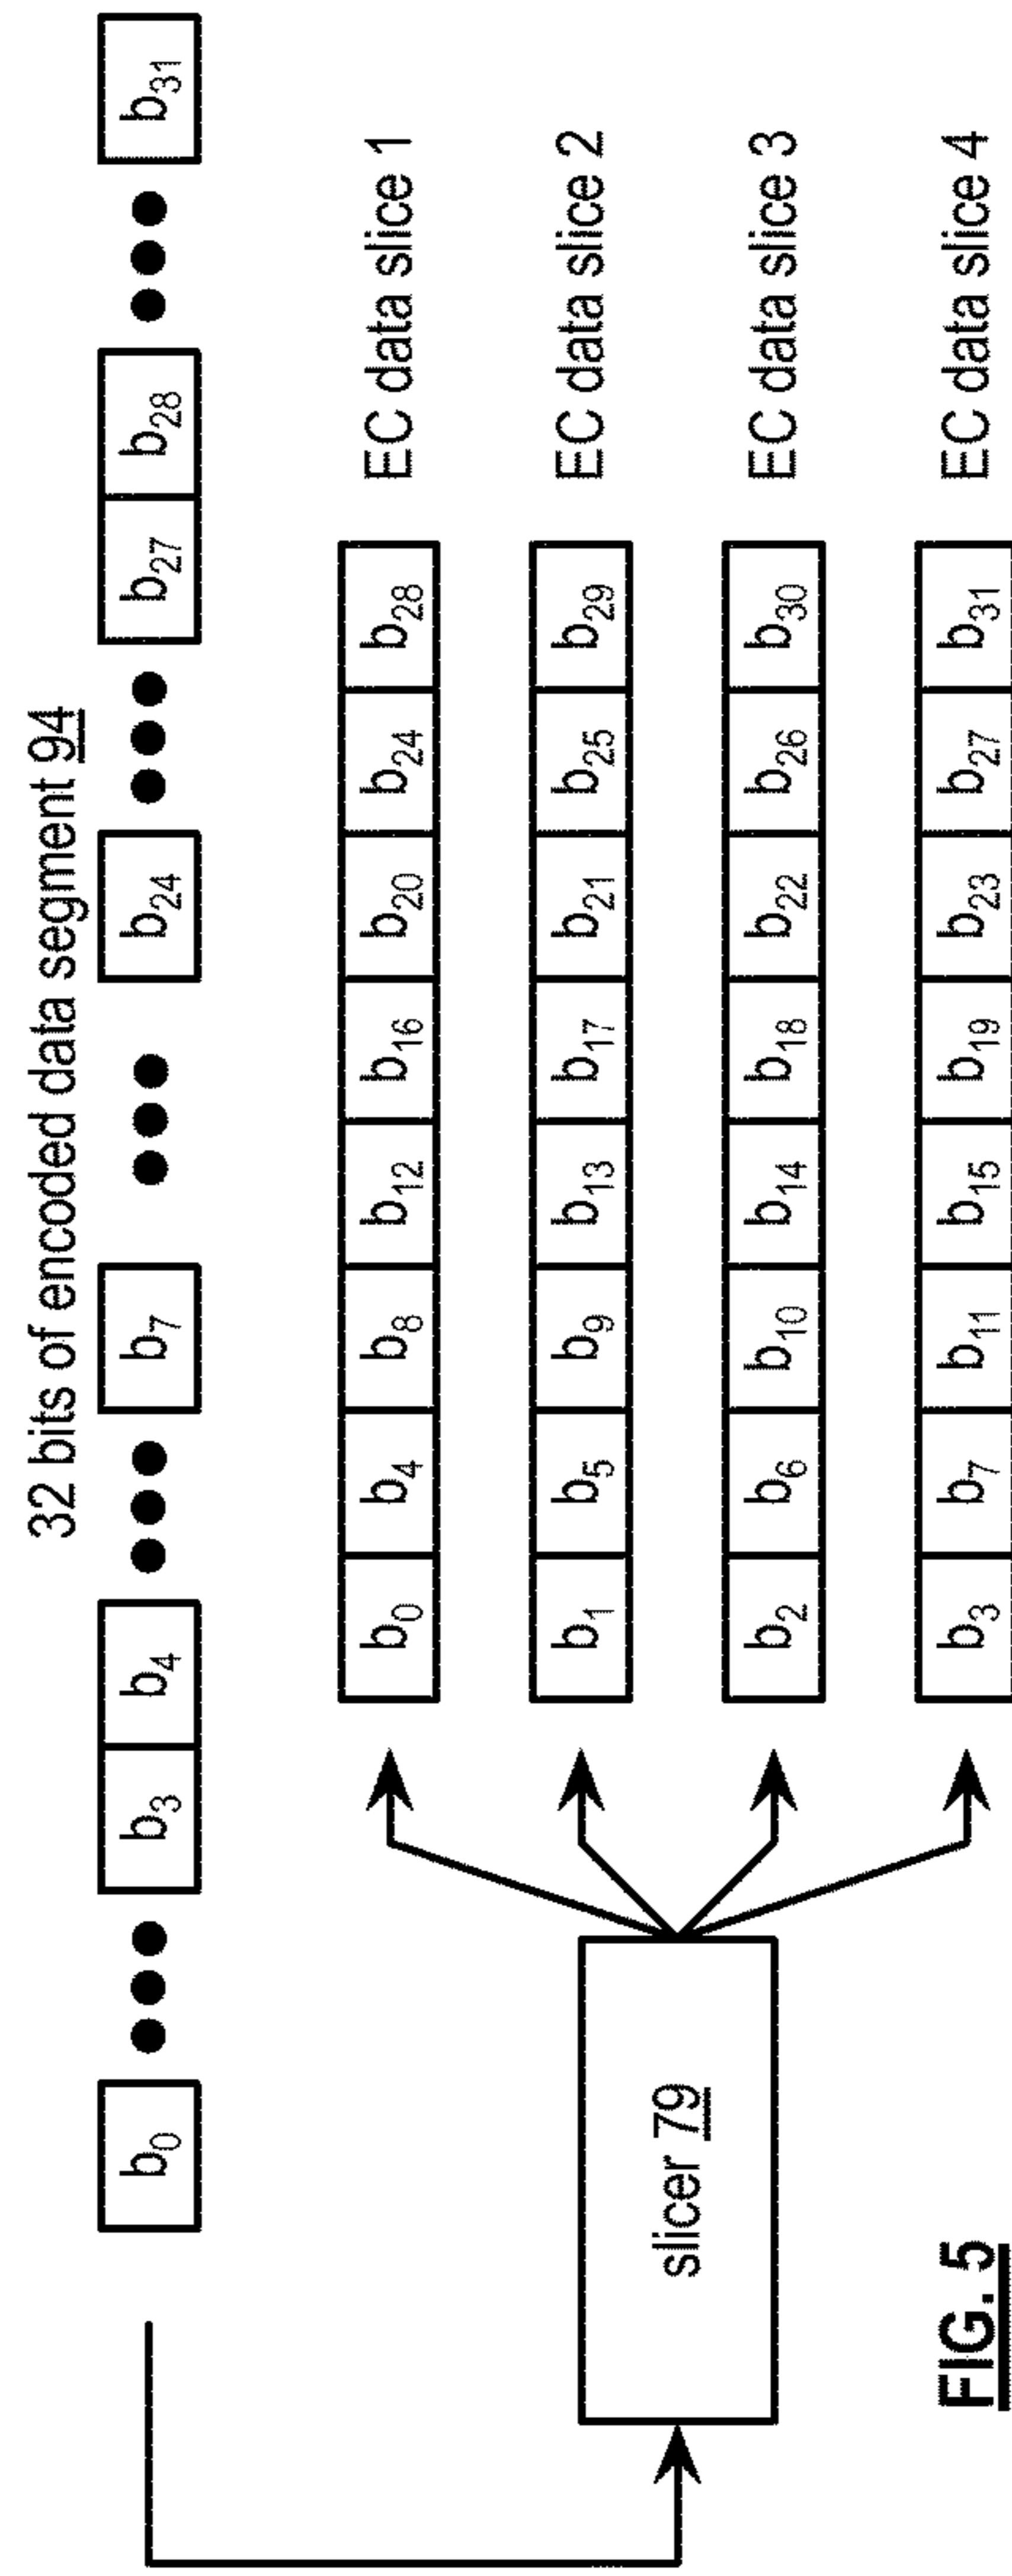 32 bits of encoded data segment 94
b0 ●●● b3 b4 ●●● b7 ●●● b24 ●●● b27 b28 ●●● b31
b0 b4 b8 b12 b16 b20 b24 b28 EC data slice 1
b1 b5 b9 b13 b17 b21 b25 b29 EC data slice 2
slicer 79
b2 b6 b10 b14 b18 b22 b26 b30 EC data slice 3
b3 b7 b11 b15 b19 b23 b27 b31 EC data slice 4
FIG. 5